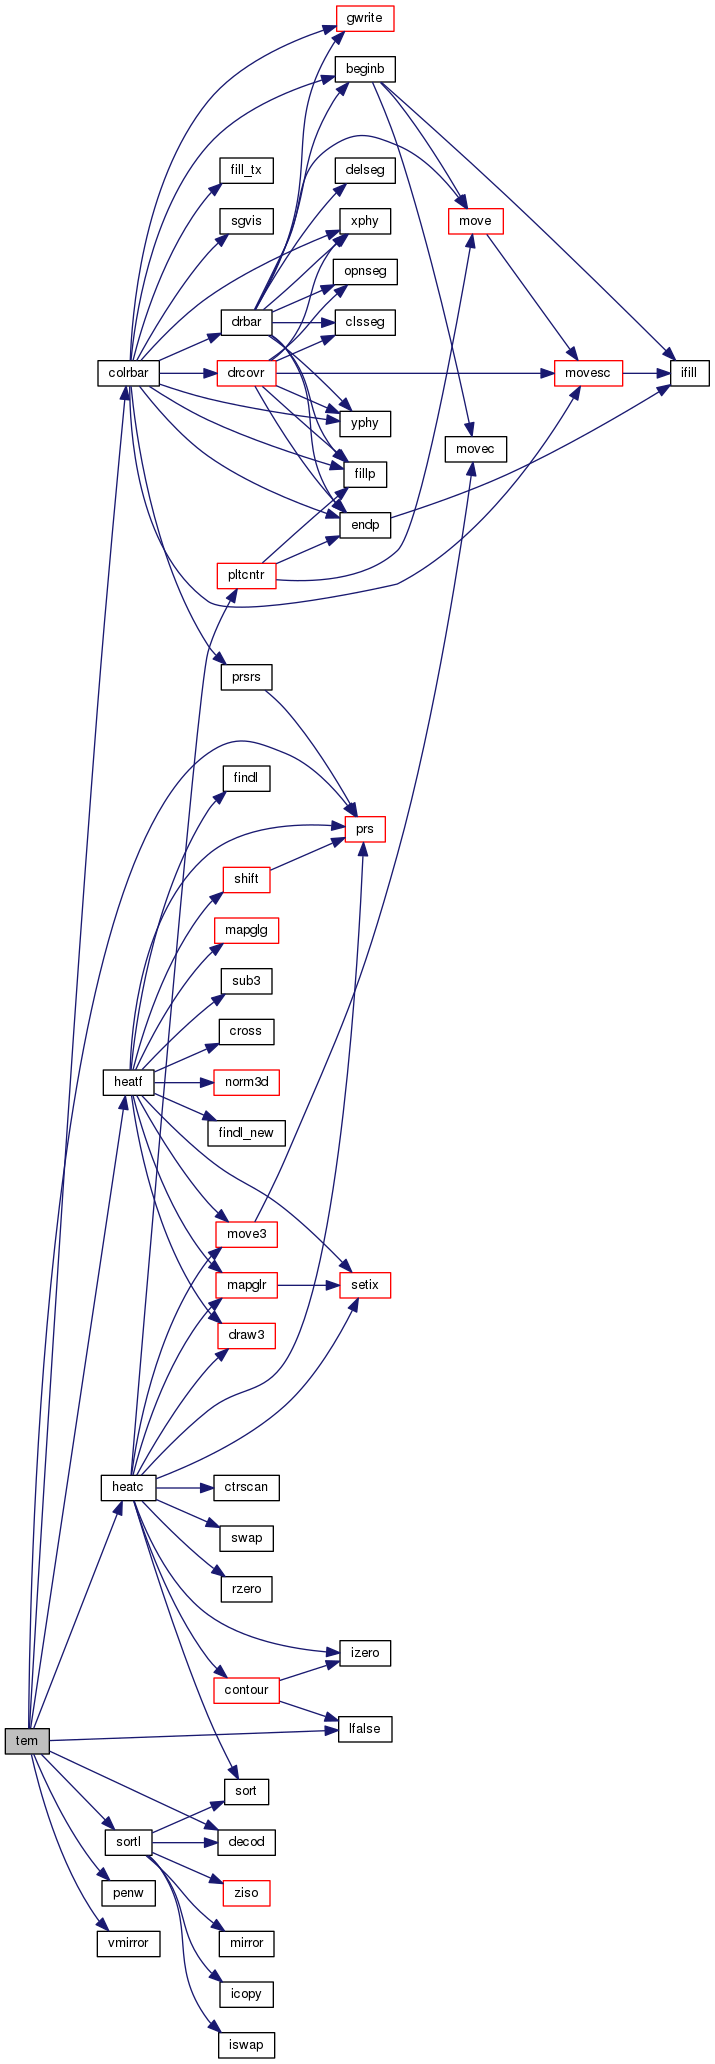 gwrite
beginb
fill_tx
delseg
sgvis
xphy
move
opnseg
drbar
clsseg
colrbar
drcovr
movesc
ifill
yphy
movec
fillp
endp
pltcntr
prsrs
findl
prs
shift
mapglg
sub3
cross
heatf
norm3d
findl_new
move3
mapglr
setix
draw3
heatc
ctrscan
swap
rzero
izero
contour
lfalse
tem
sort
sortl
decod
penw
ziso
vmirror
mirror
icopy
iswap